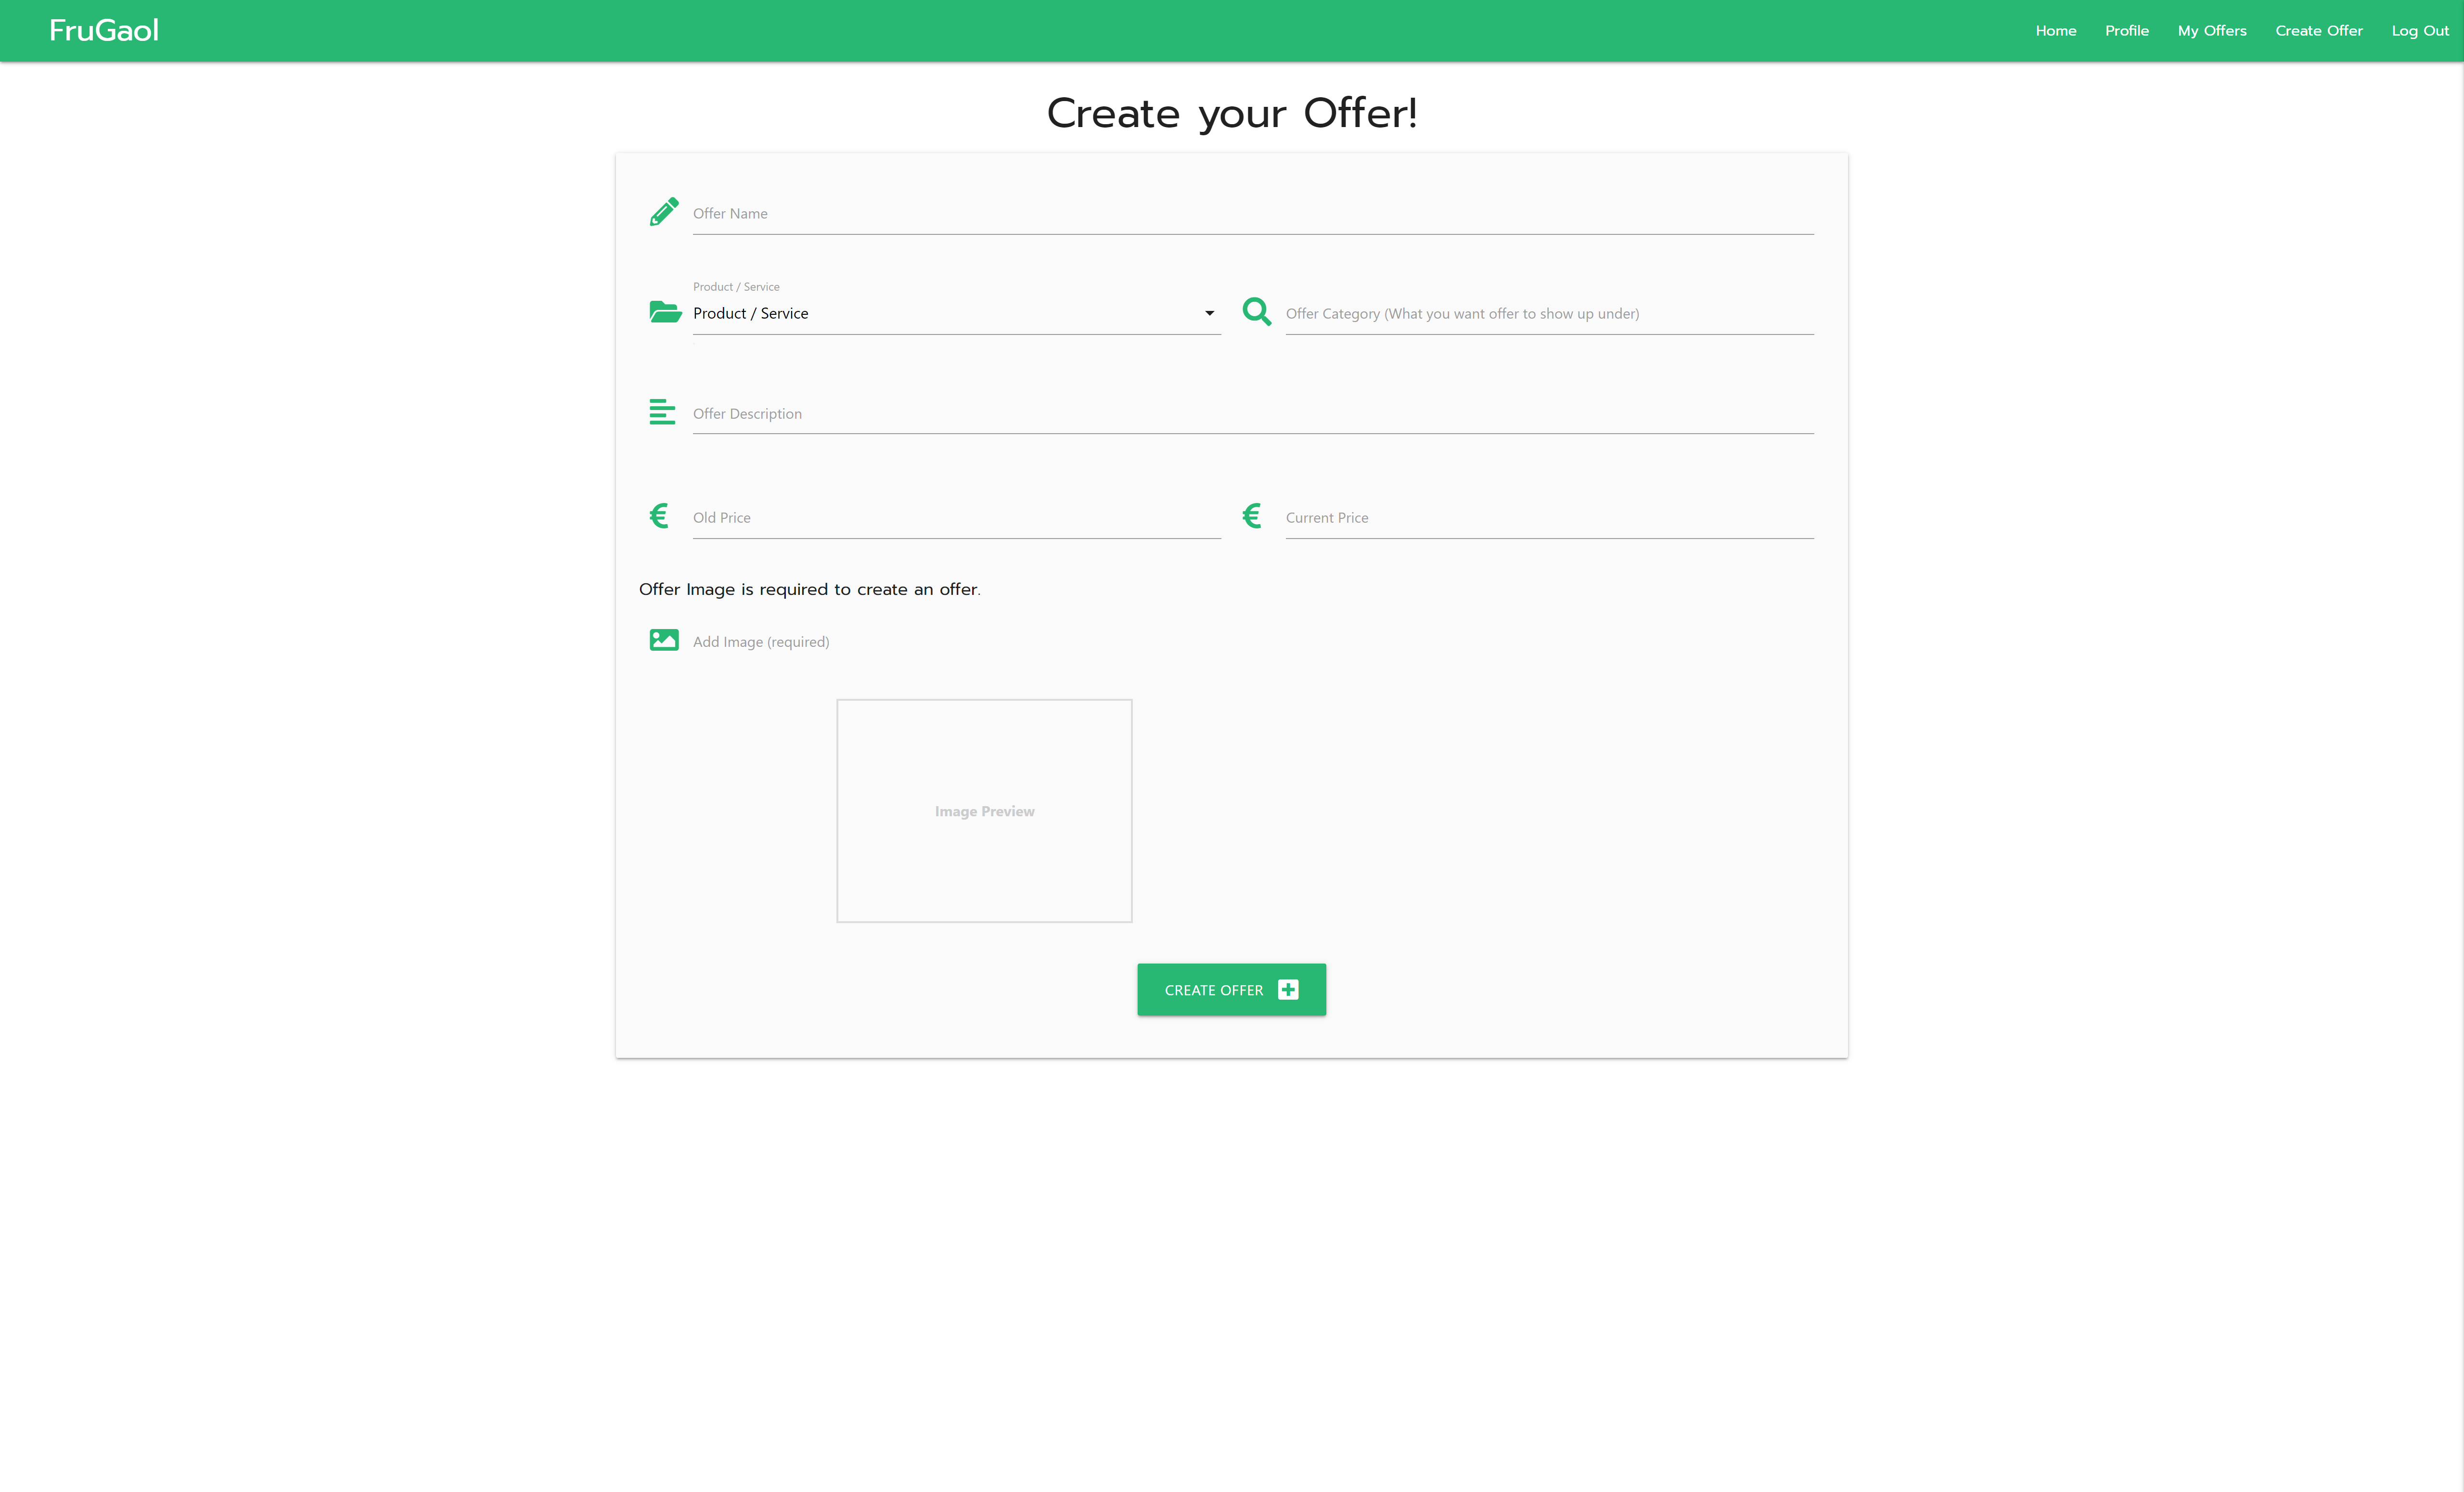 FruGaol
Home Profile My Offers Create Offer Log Out
Create your Offer!
Offer Name
Product / Service
Product / Service
Offer Category (What you want offer to show up under)
Offer Description
€ Old Price
€ Current Price
Offer Image is required to create an offer.
Add Image (required)
Image Preview
CREATE OFFER